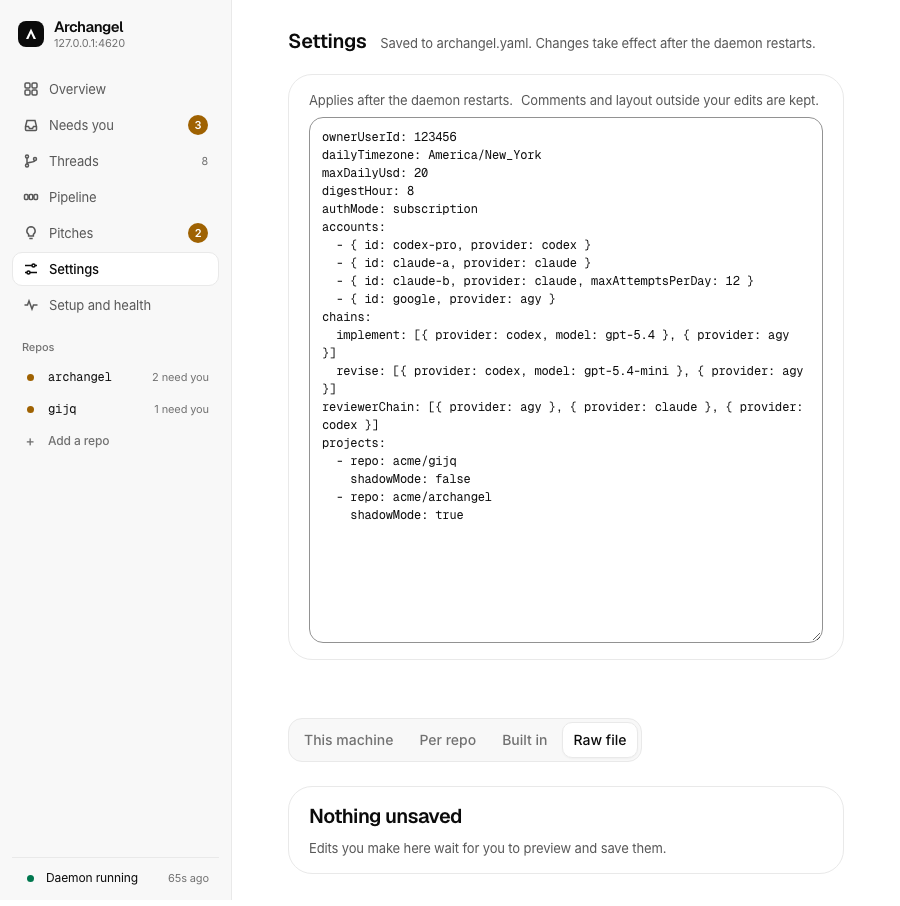 Archangel
127.0.0.1:4620
Overview
Needs you 3
Threads 8
Pipeline
Pitches 2
Settings
Setup and health
Repos
archangel 2 need you
gijq 1 need you
+ Add a repo
Daemon running 65s ago
Settings Saved to archangel.yaml. Changes take effect after the daemon restarts.
Applies after the daemon restarts. Comments and layout outside your edits are kept.
ownerUserId: 123456
dailyTimezone: America/New_York
maxDailyUsd: 20
digestHour: 8
authMode: subscription
accounts:
  - { id: codex-pro, provider: codex }
  - { id: claude-a, provider: claude }
  - { id: claude-b, provider: claude, maxAttemptsPerDay: 12 }
  - { id: google, provider: agy }
chains:
  implement: [{ provider: codex, model: gpt-5.4 }, { provider: agy
}]
  revise: [{ provider: codex, model: gpt-5.4-mini }, { provider: agy
}]
reviewerChain: [{ provider: agy }, { provider: claude }, { provider:
codex }]
projects:
  - repo: acme/gijq
    shadowMode: false
  - repo: acme/archangel
    shadowMode: true
This machine Per repo Built in Raw file
Nothing unsaved
Edits you make here wait for you to preview and save them.